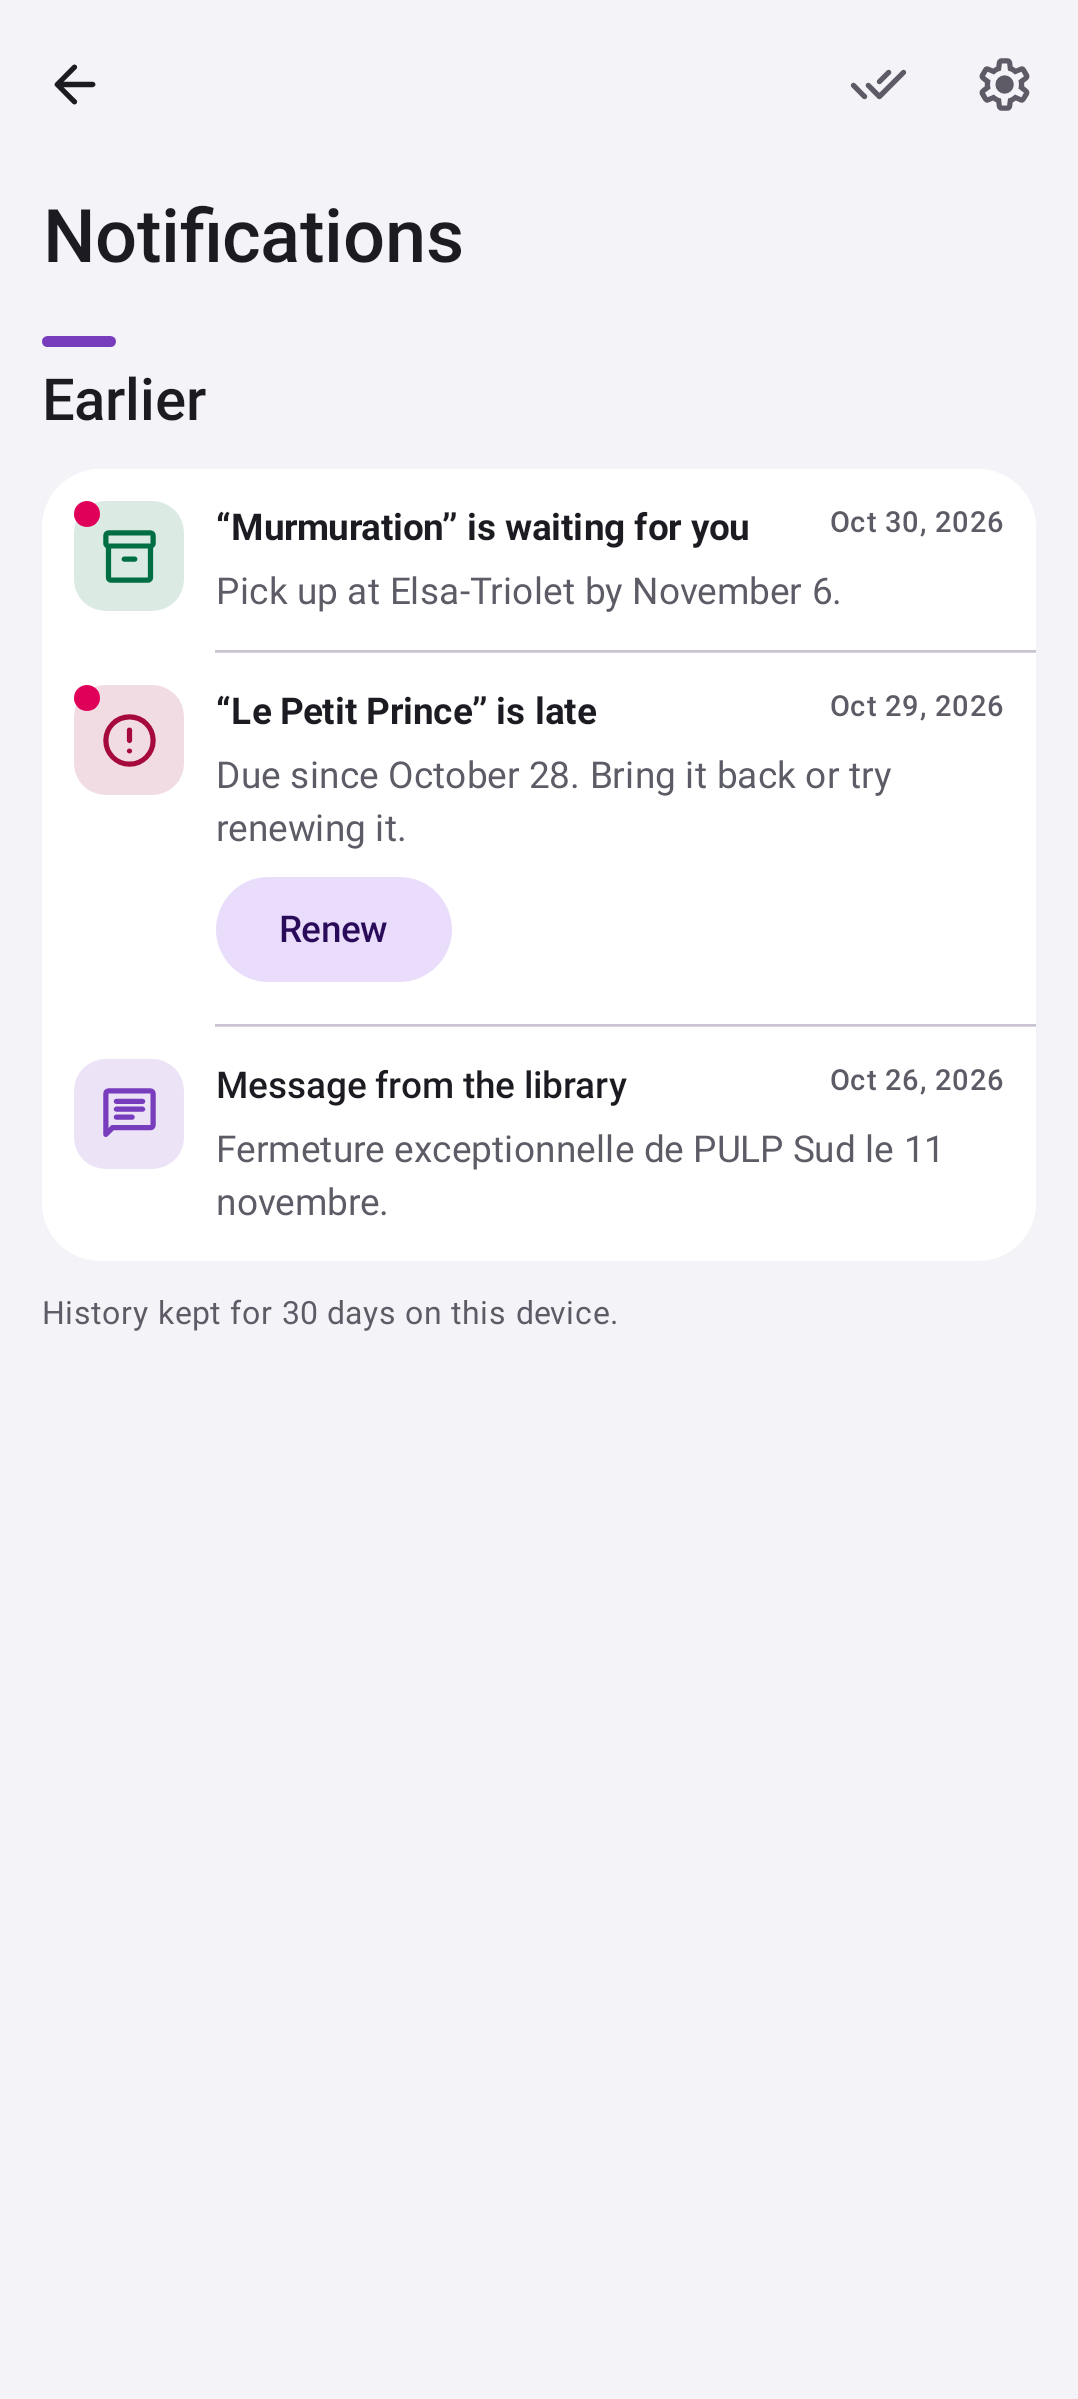 Notifications
Earlier
“Murmuration” is waiting for you
Oct 30, 2026
Pick up at Elsa-Triolet by November 6.
“Le Petit Prince” is late
Oct 29, 2026
Due since October 28. Bring it back or try
renewing it.
Renew
Message from the library
Oct 26, 2026
Fermeture exceptionnelle de PULP Sud le 11
novembre.
History kept for 30 days on this device.